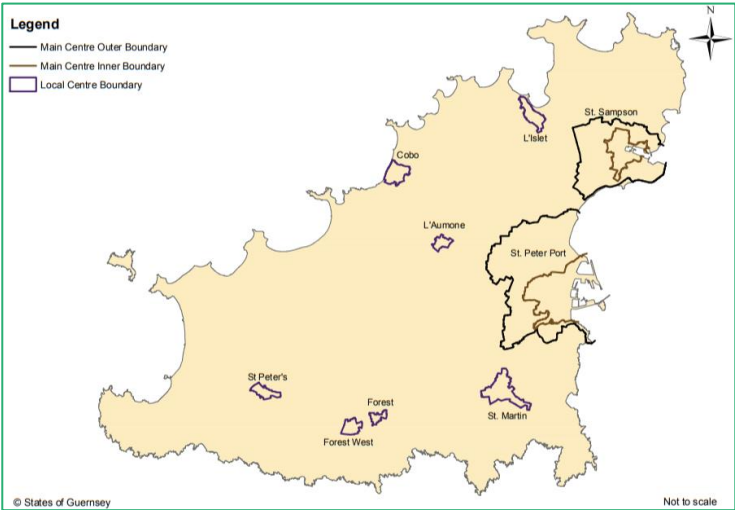 Legend
Main Centre Outer Boundary
Main Centre Inner Boundary
Local Centre Boundary
N
St. Sampson
L'Islet
Cobo
L'Aumone
St. Peter Port
St Peter's
Forest
Forest West
St. Martin
© States of Guernsey
Not to scale